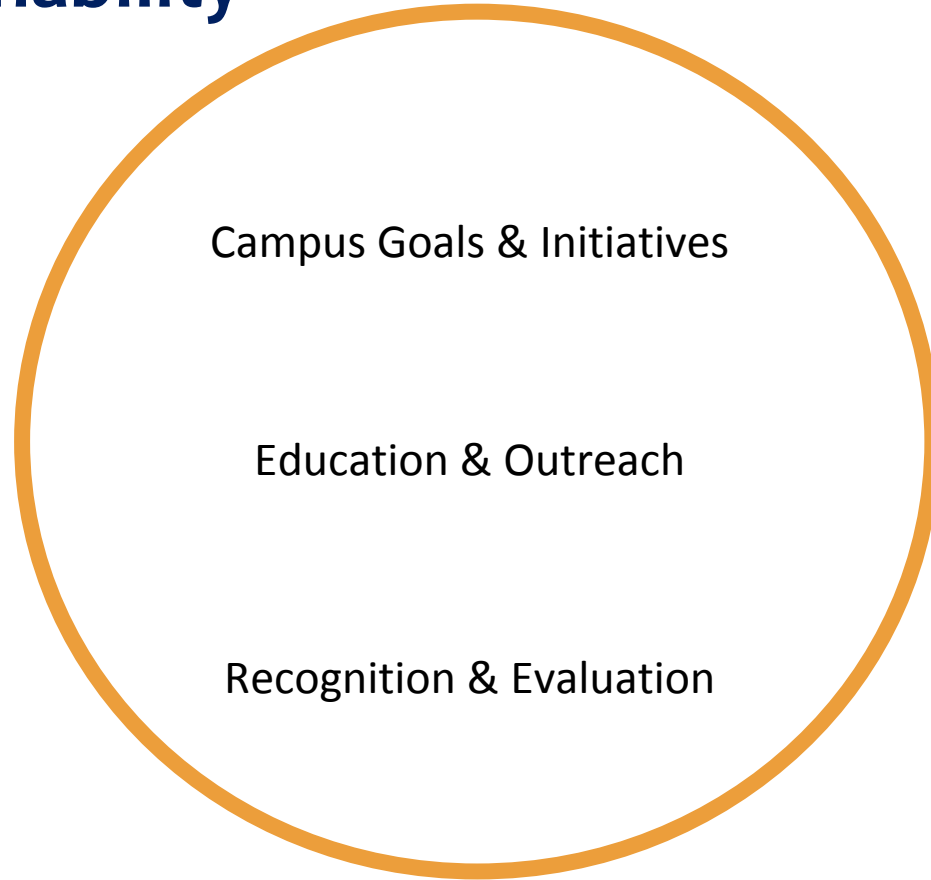 Campus Goals & Initiatives
Education & Outreach
Recognition & Evaluation